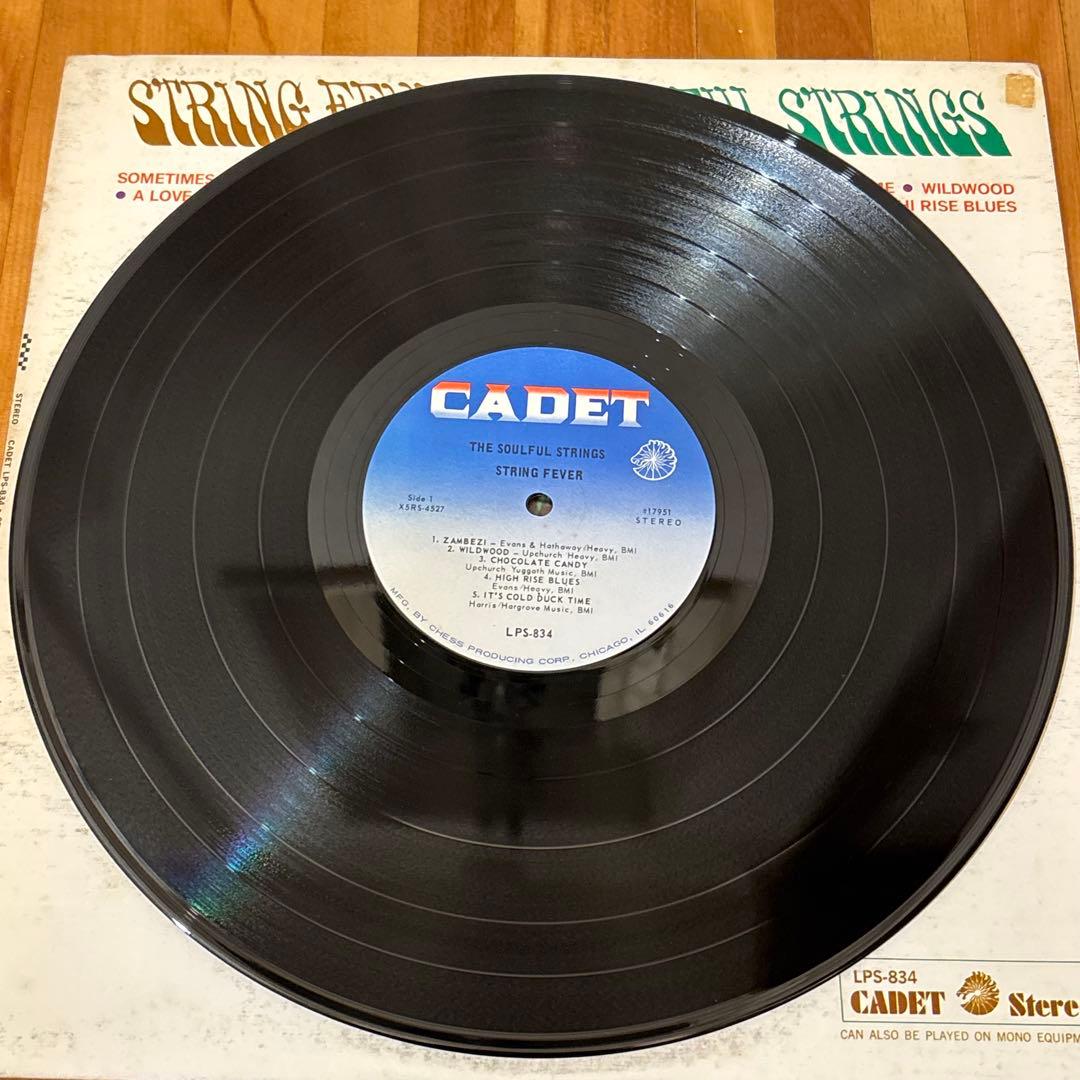 STRING STRINGS
SOMETIMES
• WILDWOOD
• A LOVE
HI RISE BLUES
STEREO CADET LPS-834
CADET
THE SOULFUL STRINGS
STRING FEVER
Side 1
X5RS-4527
#17951
STEREO
1. ZAMBEZI – Evans & Hathaway/Heavy, BMI
2. WILDWOOD – Upchurch Heavy, BMI
3. CHOCOLATE CANDY
Upchurch Yuggoth Music, BMI
4. HIGH RISE BLUES
Evans/Heavy, BMI
5. IT'S COLD DUCK TIME
Harris/Hargrove Music, BMI
LPS-834
MFG. BY CHESS PRODUCING CORP., CHICAGO, IL 60616
LPS-834
CADET Stere
CAN ALSO BE PLAYED ON MONO EQUIPM